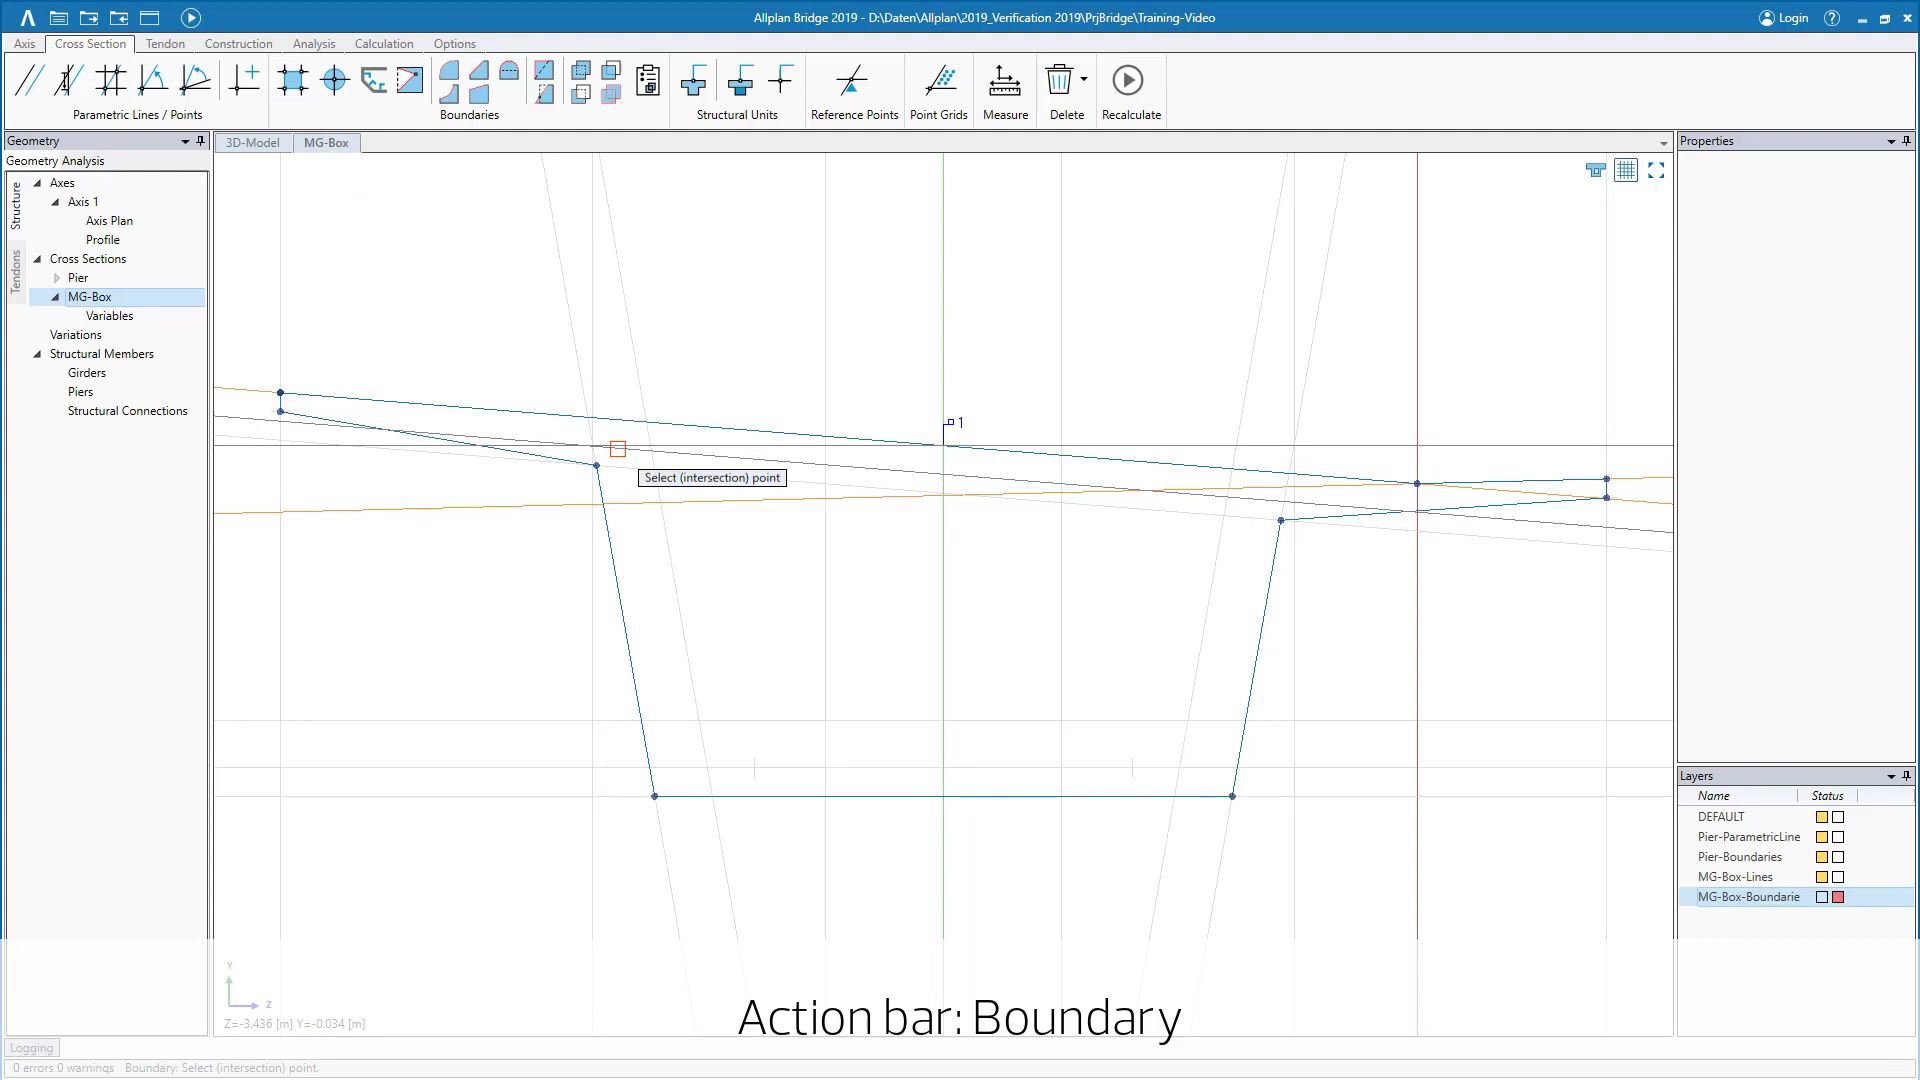 Allplan Bridge 2019 - D:\Daten\Allplan\2019_Verification 2019\PrjBridge\Training-Video
Login
Axis
Cross Section
Tendon
Construction
Analysis
Calculation
Options
Parametric Lines / Points
Boundaries
Structural Units
Reference Points
Point Grids
Measure
Delete
Recalculate
Geometry
3D-Model
MG-Box
Properties
Geometry Analysis
Structure
Tendons
Axes
Axis 1
Axis Plan
Profile
Cross Sections
Pier
MG-Box
Variables
Variations
Structural Members
Girders
Piers
Structural Connections
1
Select (intersection) point
Layers
Name Status
DEFAULT
Pier-ParametricLine
Pier-Boundaries
MG-Box-Lines
MG-Box-Boundarie
Y
Z
Z=-3.436 [m] Y=-0.034 [m]
Action bar: Boundary
Logging
0 errors 0 warnings Boundary: Select (intersection) point.